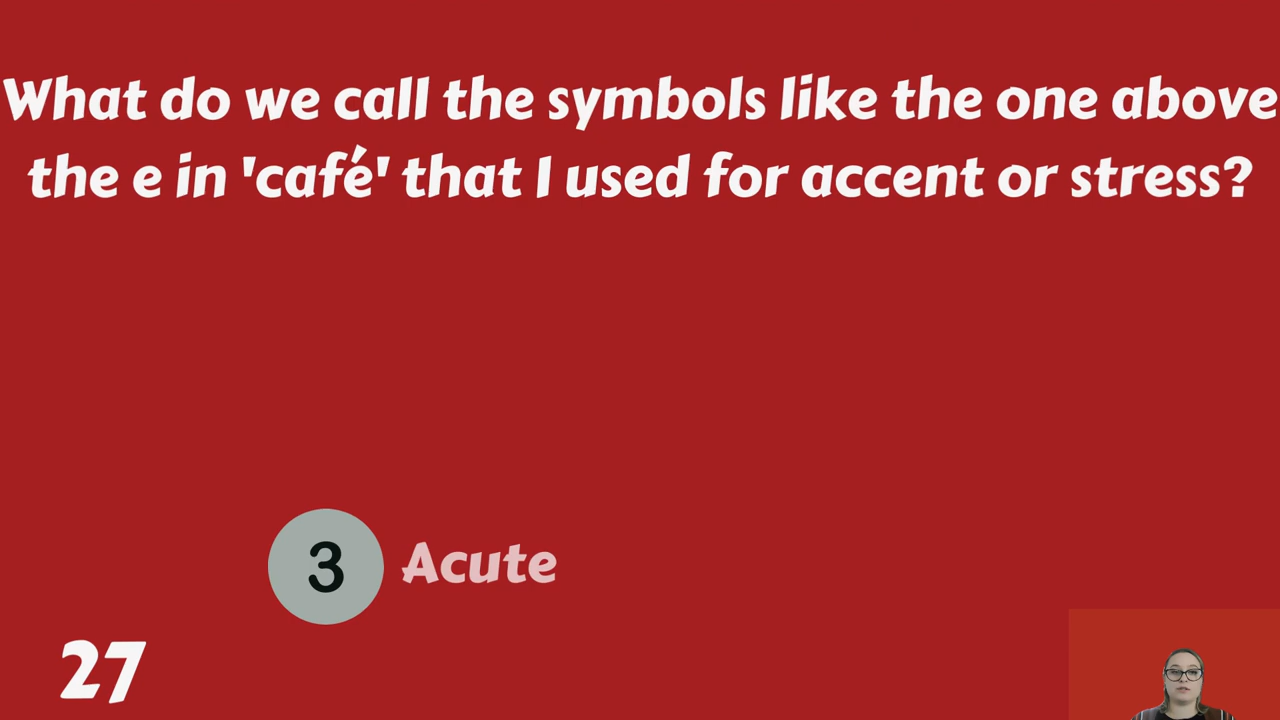 What do we call the symbols like the one above
the e in 'café' that I used for accent or stress?
3 Acute
27